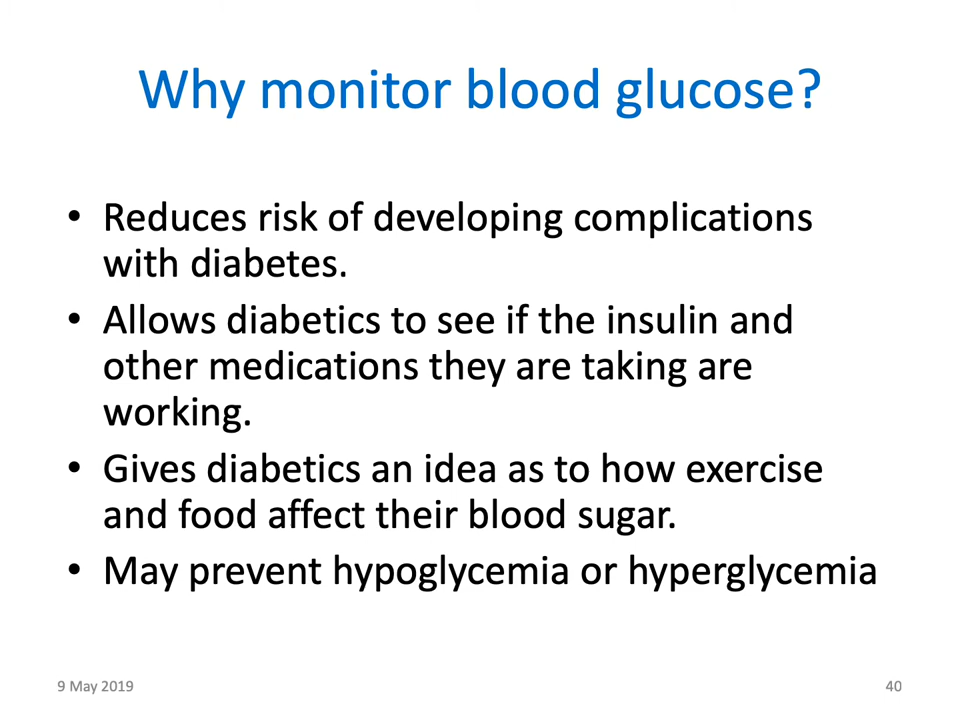 Why monitor blood glucose?
• Reduces risk of developing complications
with diabetes.
• Allows diabetics to see if the insulin and
other medications they are taking are
working.
• Gives diabetics an idea as to how exercise
and food affect their blood sugar.
• May prevent hypoglycemia or hyperglycemia
9 May 2019
40